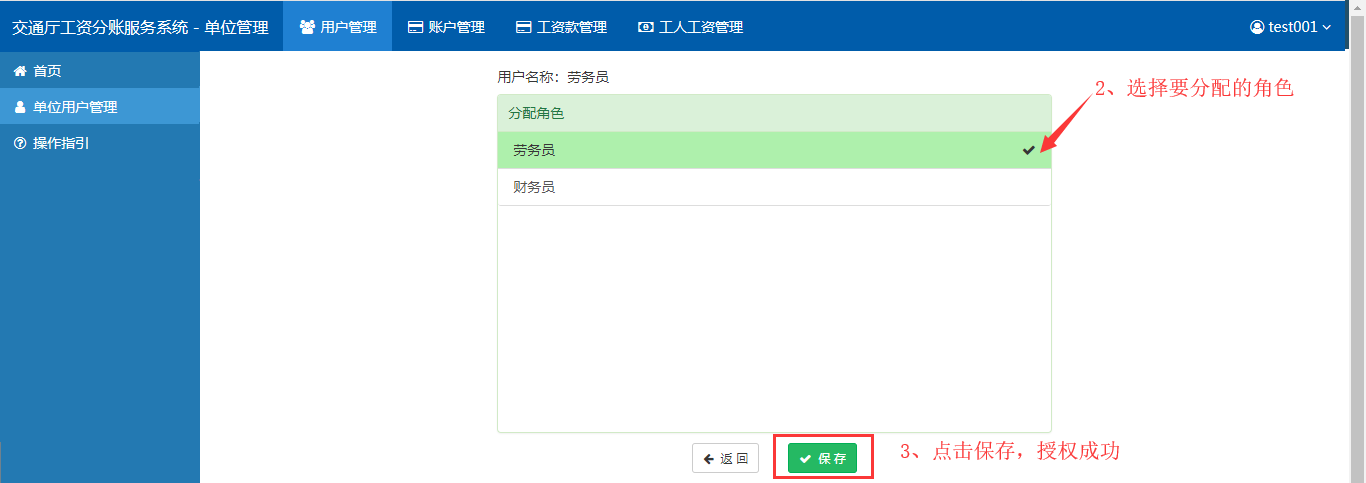 交通厅工资分账服务系统 - 单位管理 用户管理 账户管理 工资款管理 工人工资管理 test001
首页
单位用户管理
操作指引
用户名称：劳务员
分配角色
劳务员
财务员
2、选择要分配的角色
返回 保存
3、点击保存，授权成功